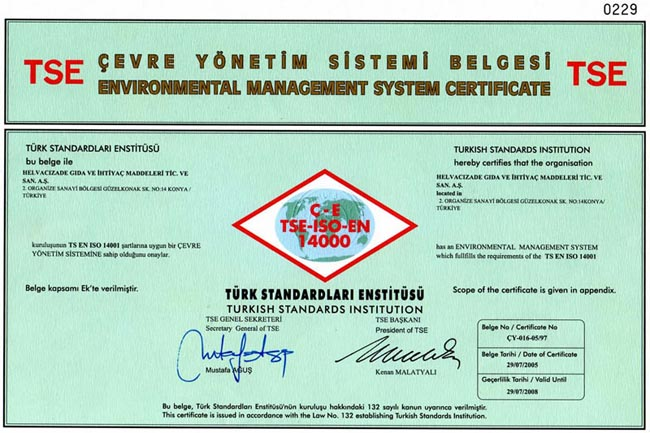 0229
TSE
ÇEVRE YÖNETİM SİSTEMİ BELGESİ
ENVIRONMENTAL MANAGEMENT SYSTEM CERTIFICATE
TSE
TÜRK STANDARDLARI ENSTİTÜSÜ
bu belge ile
HELVACIZADE GIDA VE İHTİYAÇ MADDELERİ TİC. VE
SAN. A.Ş.
2. ORGANİZE SANAYİ BÖLGESİ GÜZELKONAK SK. NO:14 KONYA /
TÜRKİYE
kuruluşunun TS EN ISO 14001 şartlarına uygun bir ÇEVRE
YÖNETİM SİSTEMİNE sahip olduğunu onaylar.
Belge kapsamı Ek'te verilmiştir.
TURKISH STANDARDS INSTITUTION
hereby certifies that the organisation
HELVACIZADE GIDA VE İHTİYAÇ MADDELERİ TİC. VE
SAN. A.Ş.
located in
2. ORGANİZE SANAYİ BÖLGESİ GÜZELKONAK SK. NO:14KONYA/
TÜRKİYE
has an ENVIRONMENTAL MANAGEMENT SYSTEM
which fullfills the requirements of the TS EN ISO 14001
Scope of the certificate is given in appendix.
Ç-E
TSE-ISO-EN
14000
TÜRK STANDARDLARI ENSTİTÜSÜ
TURKISH STANDARDS INSTITUTION
TSE GENEL SEKRETERİ
Secretary General of TSE
Mustafa AĞUŞ
TSE BAŞKANI
President of TSE
Kenan MALATYALI
Belge No / Certificate No
ÇY-016-05/97
Belge Tarihi / Date of Certificate
29/07/2005
Geçerlilik Tarihi / Valid Until
29/07/2008
Bu belge, Türk Standardları Enstitüsü'nün kuruluşu hakkındaki 132 sayılı kanun uyarınca verilmiştir.
This certificate is issued in accordance with the Law No. 132 establishing Turkish Standards Institution.